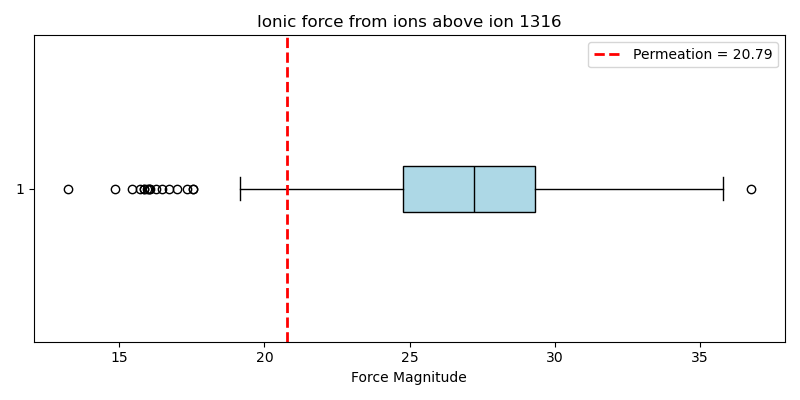 Ionic force from ions above ion 1316
Permeation = 20.79
1
15 20 25 30 35
Force Magnitude